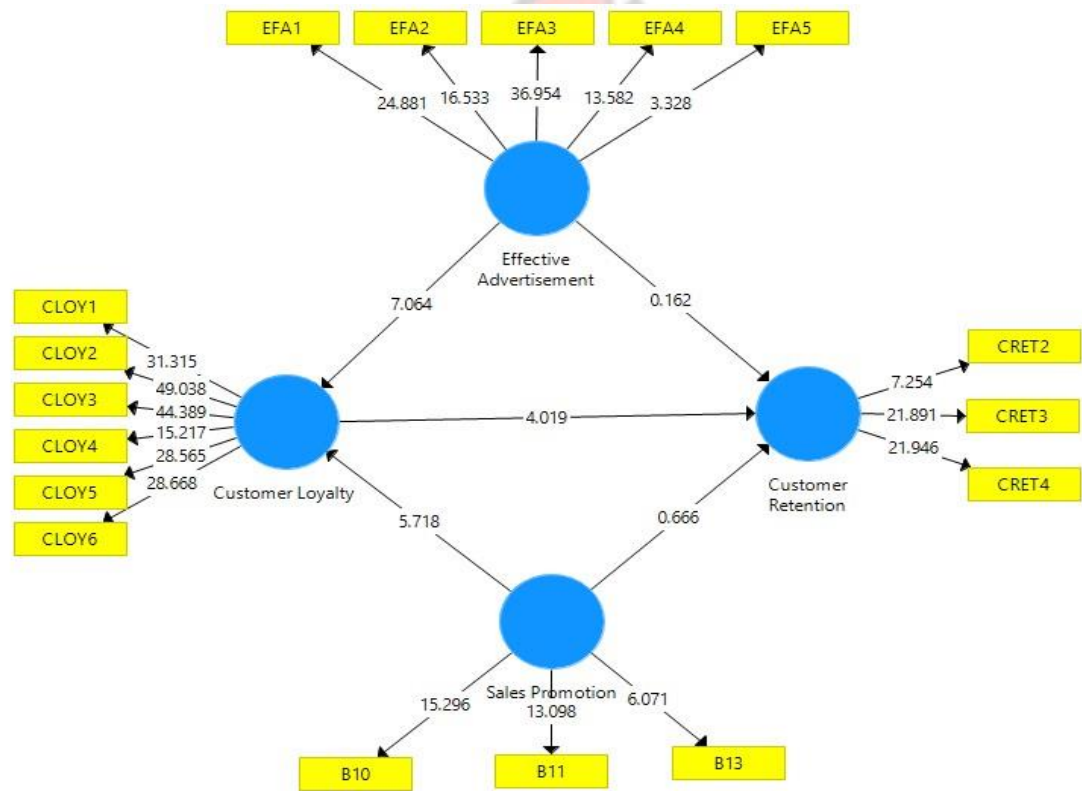 EFA1
EFA2
EFA3
EFA4
EFA5
24.881
16.533
36.954
13.582
3.328
Effective
Advertisement
7.064
0.162
CLOY1
CLOY2
CLOY3
CLOY4
CLOY5
CLOY6
31.315
49.038
44.389
15.217
28.565
28.668
Customer Loyalty
4.019
CRET2
CRET3
CRET4
7.254
21.891
21.946
Customer
Retention
5.718
0.666
Sales Promotion
15.296
13.098
6.071
B10
B11
B13